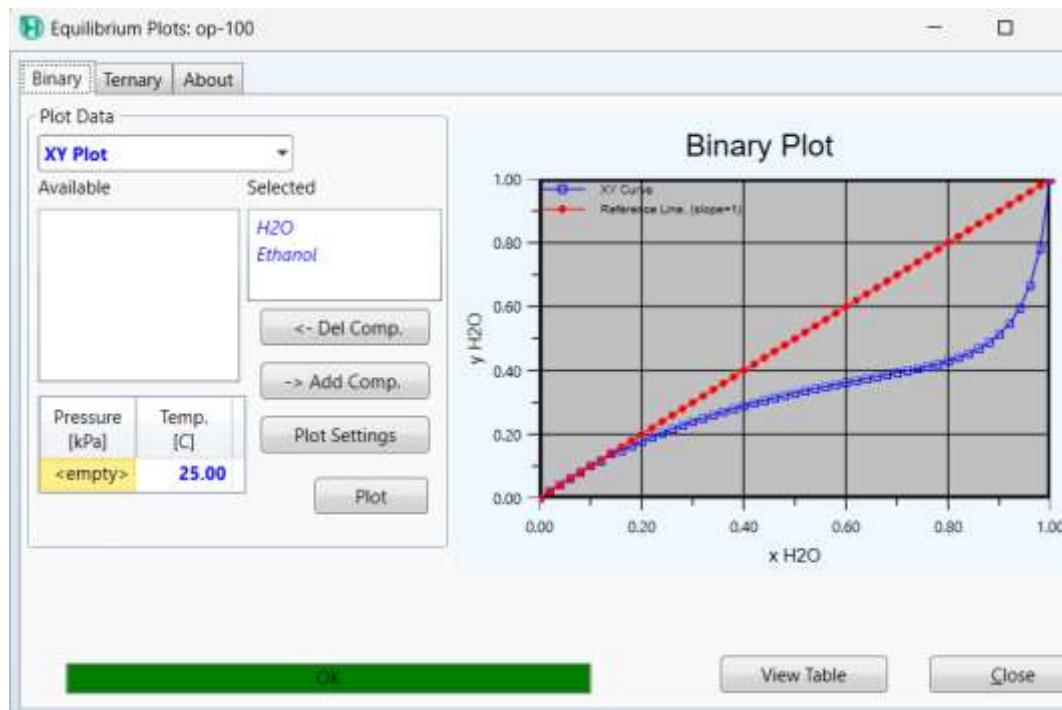 Equilibrium Plots: op-100
Binary Ternary About
Plot Data
XY Plot
Available Selected
H2O
Ethanol
<- Del Comp.
-> Add Comp.
Pressure [kPa] Temp. [C]
<empty> 25.00
Plot Settings
Plot
Binary Plot
XY Curve
Reference Line, (slope=1)
1.00
0.80
0.60
0.40
0.20
0.00
y H2O
0.00 0.20 0.40 0.60 0.80 1.00
x H2O
OK
View Table Close